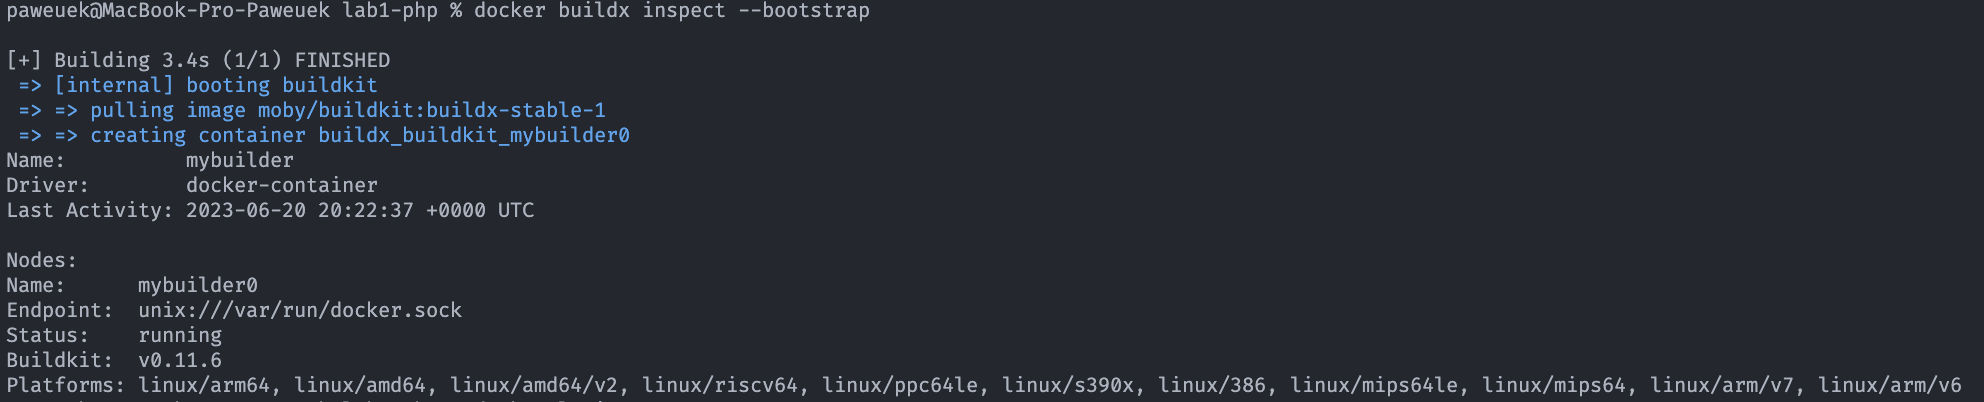 paweuek@MacBook-Pro-Paweuek lab1-php % docker buildx inspect --bootstrap
[+] Building 3.4s (1/1) FINISHED
=> [internal] booting buildkit
=> => pulling image moby/buildkit:buildx-stable-1
=> => creating container buildx_buildkit_mybuilder0
Name:          mybuilder
Driver:        docker-container
Last Activity: 2023-06-20 20:22:37 +0000 UTC
Nodes:
Name:      mybuilder0
Endpoint:  unix:///var/run/docker.sock
Status:    running
Buildkit:  v0.11.6
Platforms: linux/arm64, linux/amd64, linux/amd64/v2, linux/riscv64, linux/ppc64le, linux/s390x, linux/386, linux/mips64le, linux/mips64, linux/arm/v7, linux/arm/v6